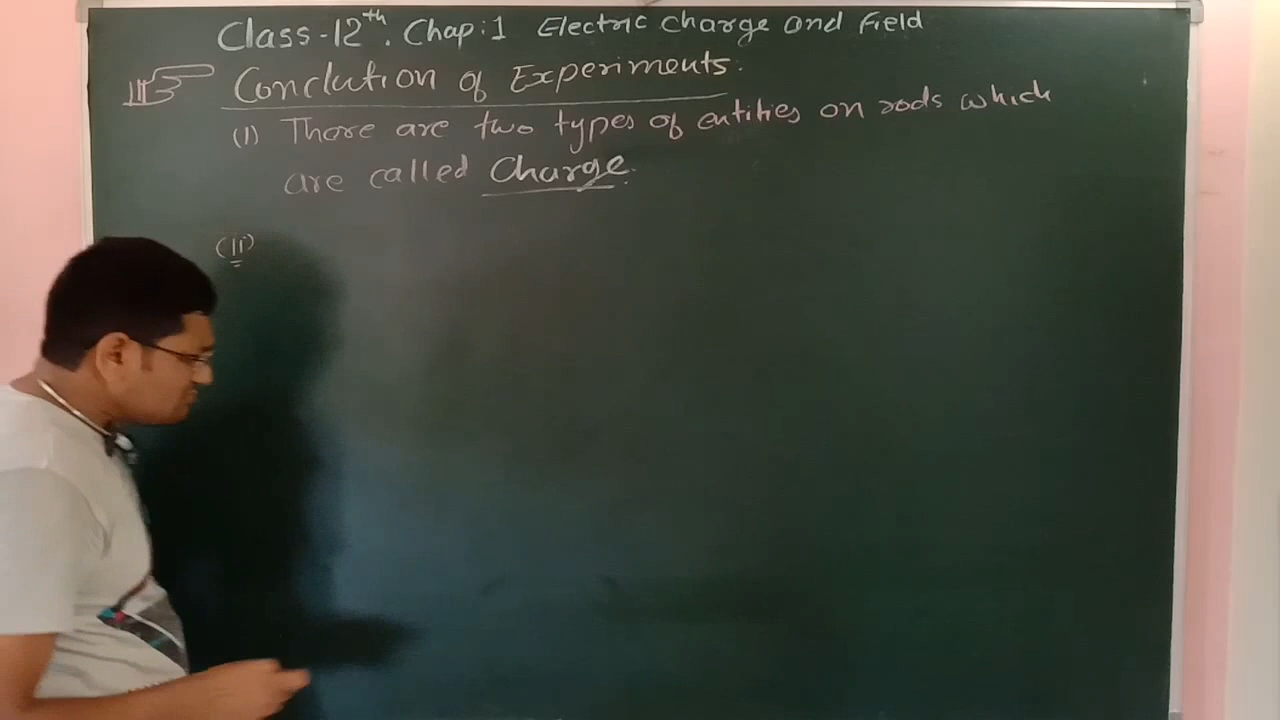 Class-12th. Chap:1 Electric Charge and Field
Conclution of Experiments.
(I) There are two types of entities on rods which
are called Charge.
(II)